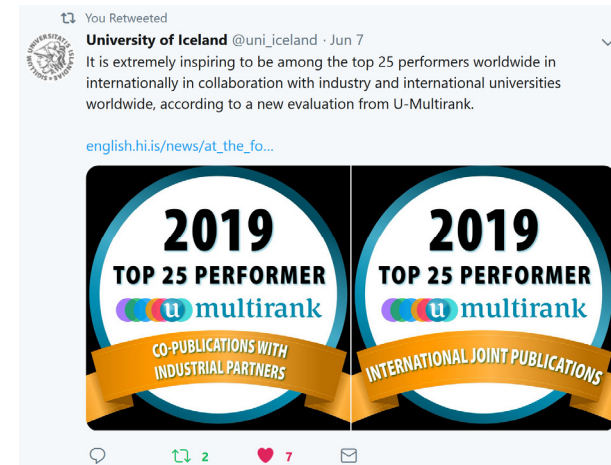 You Retweeted
University of Iceland @uni_iceland · Jun 7
It is extremely inspiring to be among the top 25 performers worldwide in
internationally in collaboration with industry and international universities
worldwide, according to a new evaluation from U-Multirank.
english.hi.is/news/at_the_fo...
2019
TOP 25 PERFORMER
u multirank
CO-PUBLICATIONS WITH
INDUSTRIAL PARTNERS
2019
TOP 25 PERFORMER
u multirank
INTERNATIONAL JOINT PUBLICATIONS
2 7